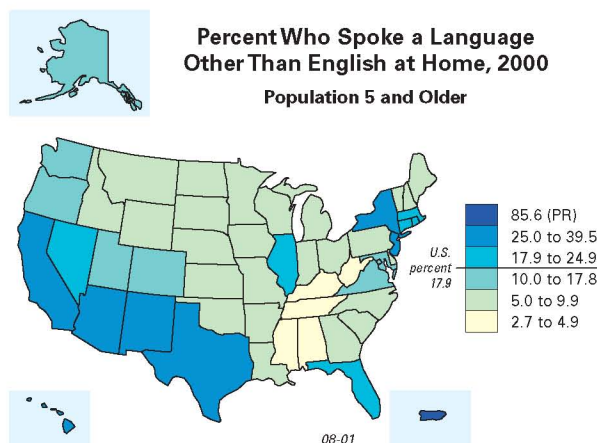 Percent Who Spoke a Language
Other Than English at Home, 2000
Population 5 and Older
85.6 (PR)
25.0 to 39.5
17.9 to 24.9
U.S.
percent
17.9
10.0 to 17.8
5.0 to 9.9
2.7 to 4.9
08-01